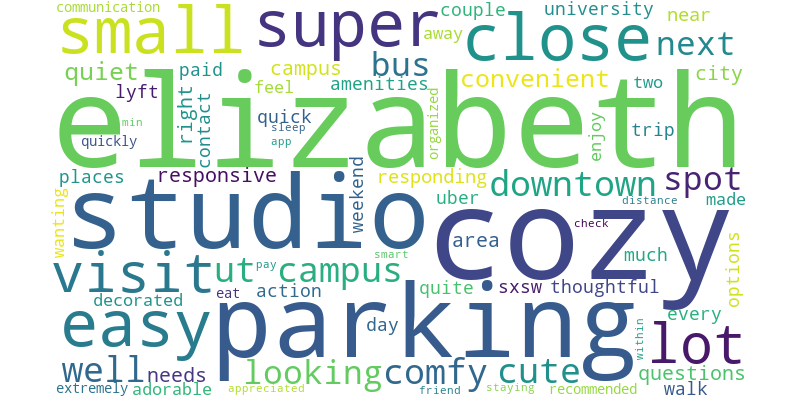 communication
small
super
couple
university
near
away
close
next
quiet
paid
campus
bus
convenient
city
lyft
feel
amenities
two
elizabeth
min
right
contact
quick
sleep
app
quickly
organized
enjoy
trip
places
responsive
weekend
responding
downtown
spot
uber
distance
made
wanting
studio
cozy
check
area
much
options
visit
ut
pay
campus
smart
decorated
eat
action
quite
sxsw
thoughtful
easy
parking
day
every
within
lot
well
needs
looking
comfy
cute
questions
extremely
adorable
appreciated
friend
staying
recommended
walk